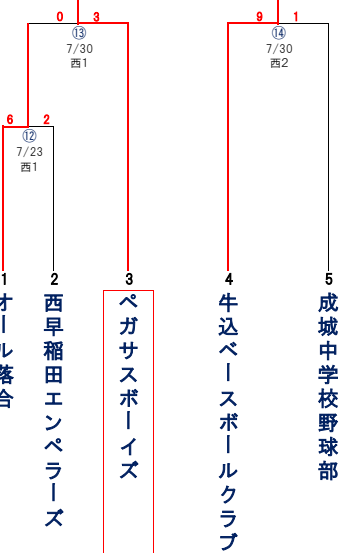 0 3
⑬
7/30
西1
9 1
⑭
7/30
西2
6 2
⑫
7/23
西1
1
オール落合
2
西早稲田エンペラーズ
3
ペガサスボーイズ
4
牛込ベースボールクラブ
5
成城中学校野球部